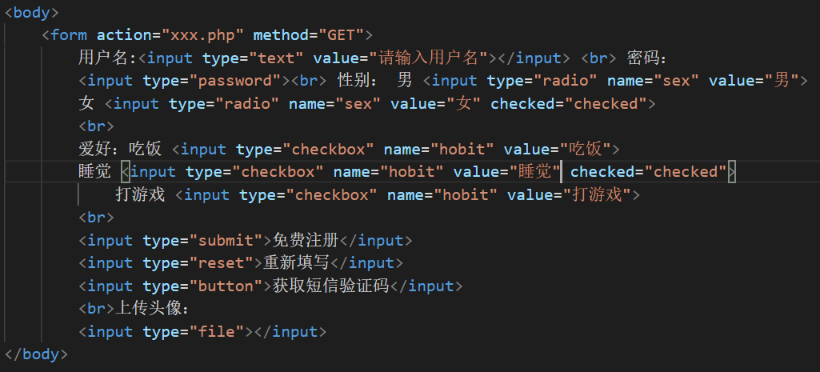 <body>
<form action="xxx.php" method="GET">
用户名:<input type="text" value="请输入用户名"></input> <br> 密码：
<input type="password"><br> 性别： 男 <input type="radio" name="sex" value="男">
女 <input type="radio" name="sex" value="女" checked="checked">
<br>
爱好：吃饭 <input type="checkbox" name="hobit" value="吃饭">
睡觉 <input type="checkbox" name="hobit" value="睡觉" checked="checked">
打游戏 <input type="checkbox" name="hobit" value="打游戏">
<br>
<input type="submit">免费注册</input>
<input type="reset">重新填写</input>
<input type="button">获取短信验证码</input>
<br>上传头像：
<input type="file"></input>
</body>